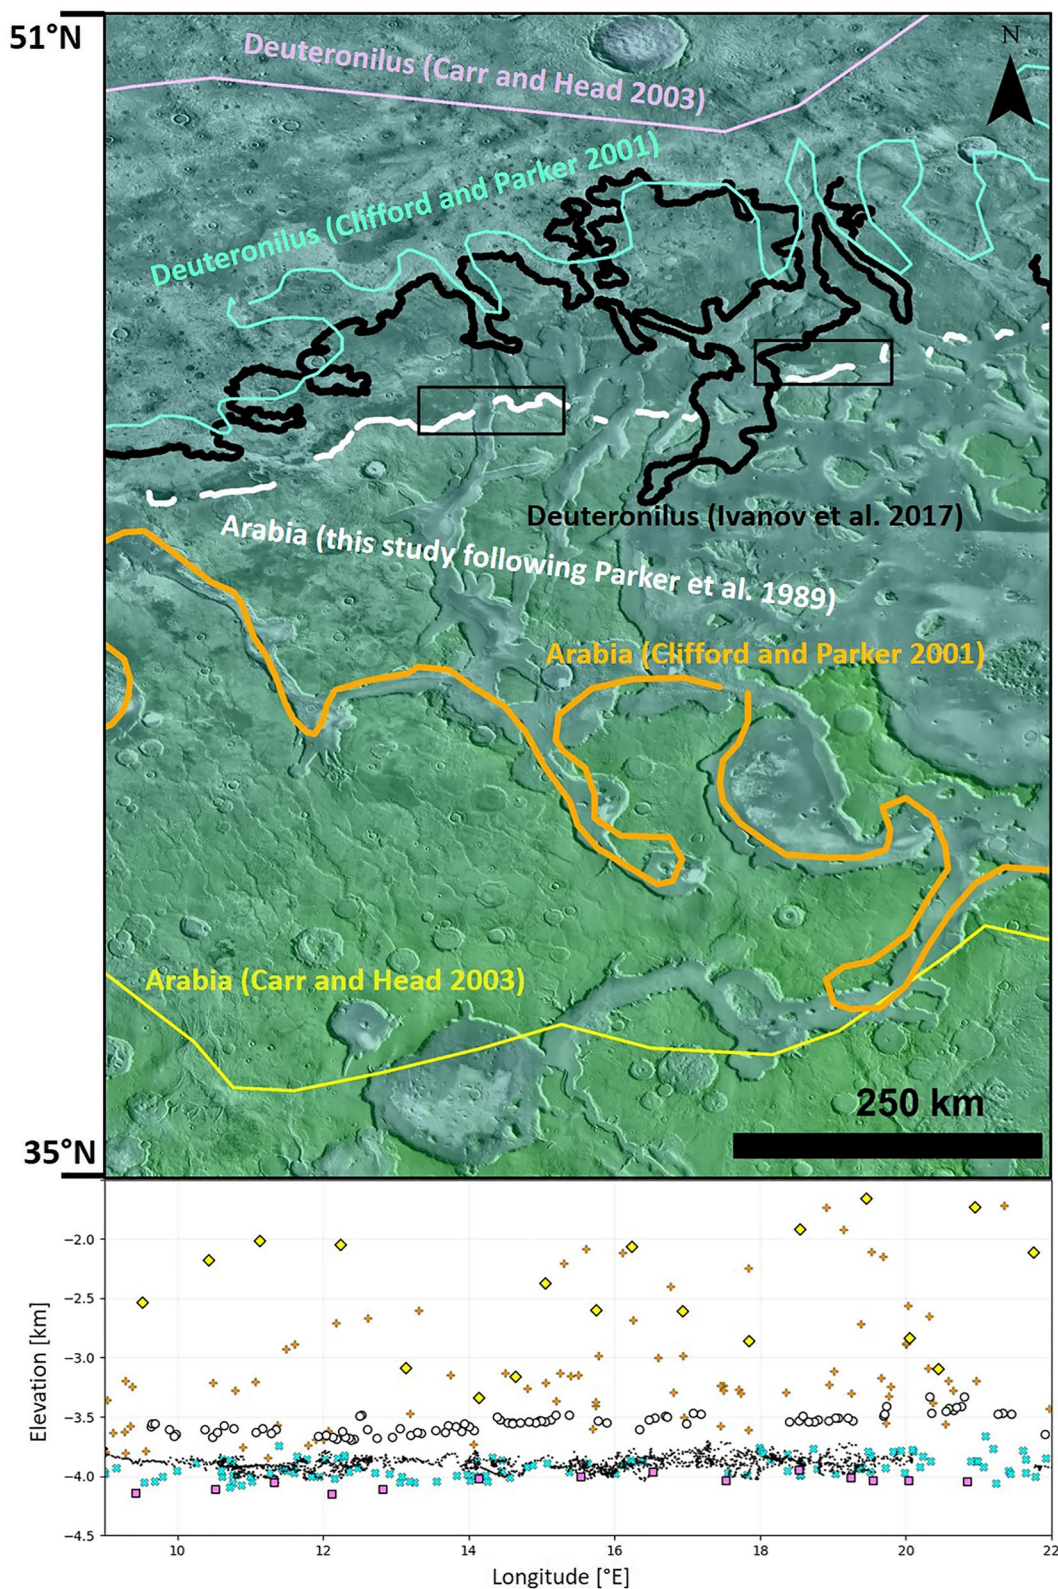 51°N
N
Deuteronilus (Carr and Head 2003)
Deuteronilus (Clifford and Parker 2001)
Deuteronilus (Ivanov et al. 2017)
Arabia (this study following Parker et al. 1989)
Arabia (Clifford and Parker 2001)
Arabia (Carr and Head 2003)
250 km
35°N
−2.0
−2.5
−3.0
−3.5
−4.0
−4.5
Elevation [km]
10 12 14 16 18 20 22
Longitude [°E]